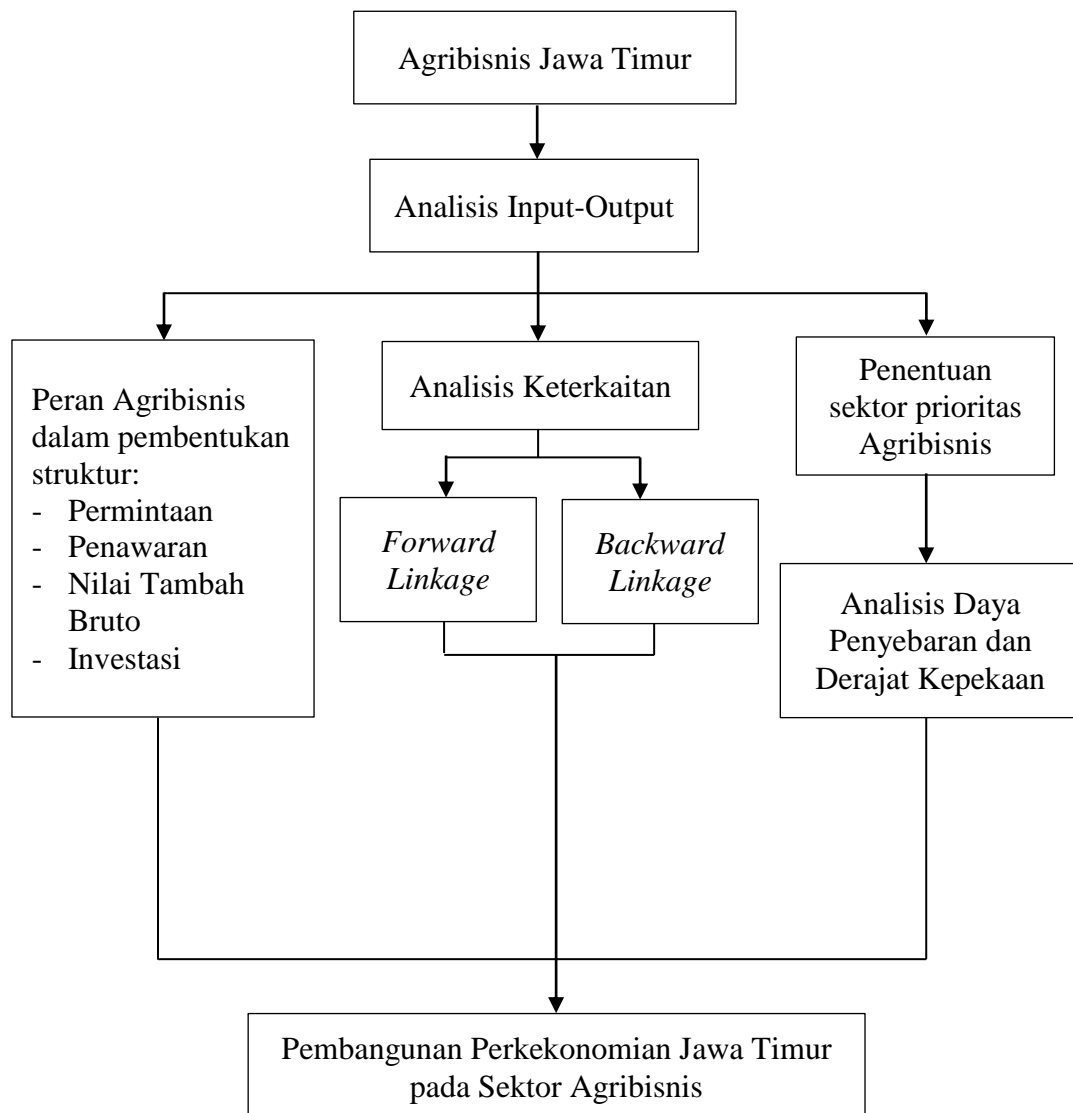 Agribisnis Jawa Timur
Analisis Input-Output
Peran Agribisnis
dalam pembentukan
struktur:
- Permintaan
- Penawaran
- Nilai Tambah
Bruto
- Investasi
Analisis Keterkaitan
Forward
Linkage
Backward
Linkage
Penentuan
sektor prioritas
Agribisnis
Analisis Daya
Penyebaran dan
Derajat Kepekaan
Pembangunan Perkekonomian Jawa Timur
pada Sektor Agribisnis